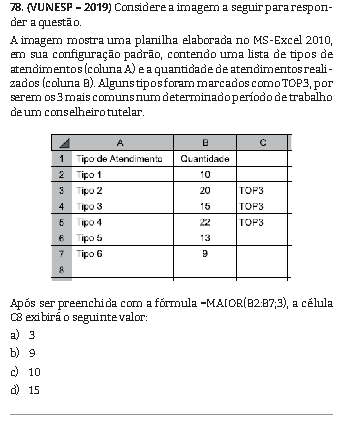 78. (VUNESP – 2019) Considere a imagem a seguir para respon-
der a questão.
A imagem mostra uma planilha elaborada no MS-Excel 2010,
em sua configuração padrão, contendo uma lista de tipos de
atendimentos (coluna A) e a quantidade de atendimentos reali-
zados (coluna B). Alguns tipos foram marcados como TOP3, por
serem os 3 mais comuns num determinado período de trabalho
de um conselheiro tutelar.
A B C
1 Tipo de Atendimento Quantidade
2 Tipo 1 10
3 Tipo 2 20 TOP3
4 Tipo 3 15 TOP3
5 Tipo 4 22 TOP3
6 Tipo 5 13
7 Tipo 6 9
8
Após ser preenchida com a fórmula =MAIOR(B2:B7;3), a célula
C8 exibirá o seguinte valor:
a) 3
b) 9
c) 10
d) 15